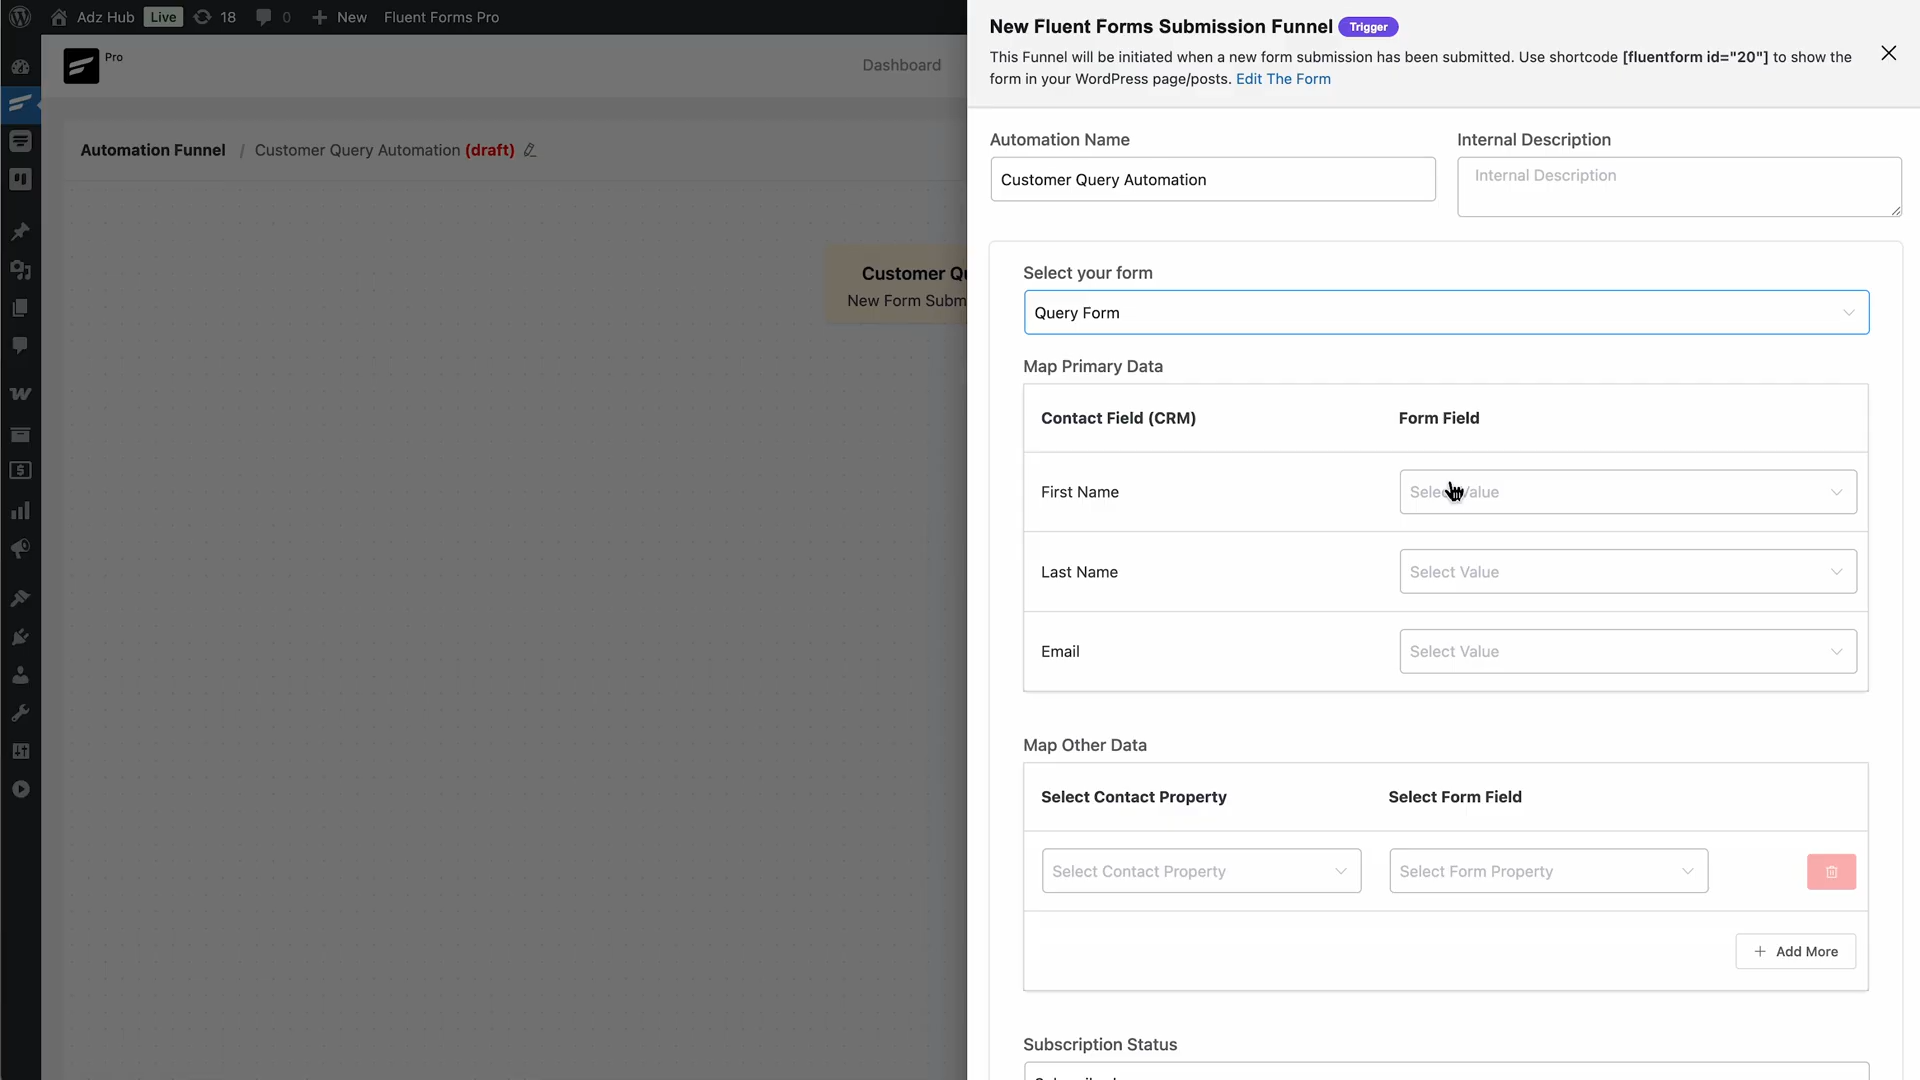 Adz Hub Live 18 0 New Fluent Forms Pro
Pro
Dashboard
Automation Funnel / Customer Query Automation (draft)
Customer Qu
New Form Subm
New Fluent Forms Submission Funnel Trigger
This Funnel will be initiated when a new form submission has been submitted. Use shortcode [fluentform id="20"] to show the
form in your WordPress page/posts. Edit The Form
Automation Name
Internal Description
Customer Query Automation
Internal Description
Select your form
Query Form
Map Primary Data
Contact Field (CRM) Form Field
First Name Select Value
Last Name Select Value
Email Select Value
Map Other Data
Select Contact Property Select Form Field
Select Contact Property Select Form Property
+ Add More
Subscription Status